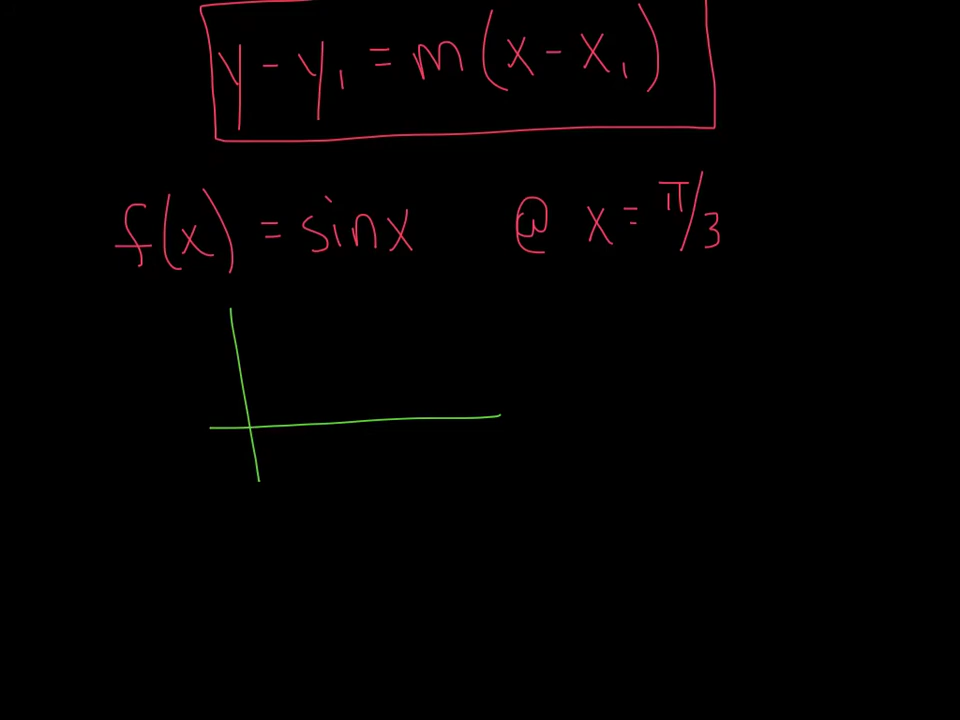 y - y₁ = m(x - x₁)
f(x) = sinx @ x = π/3